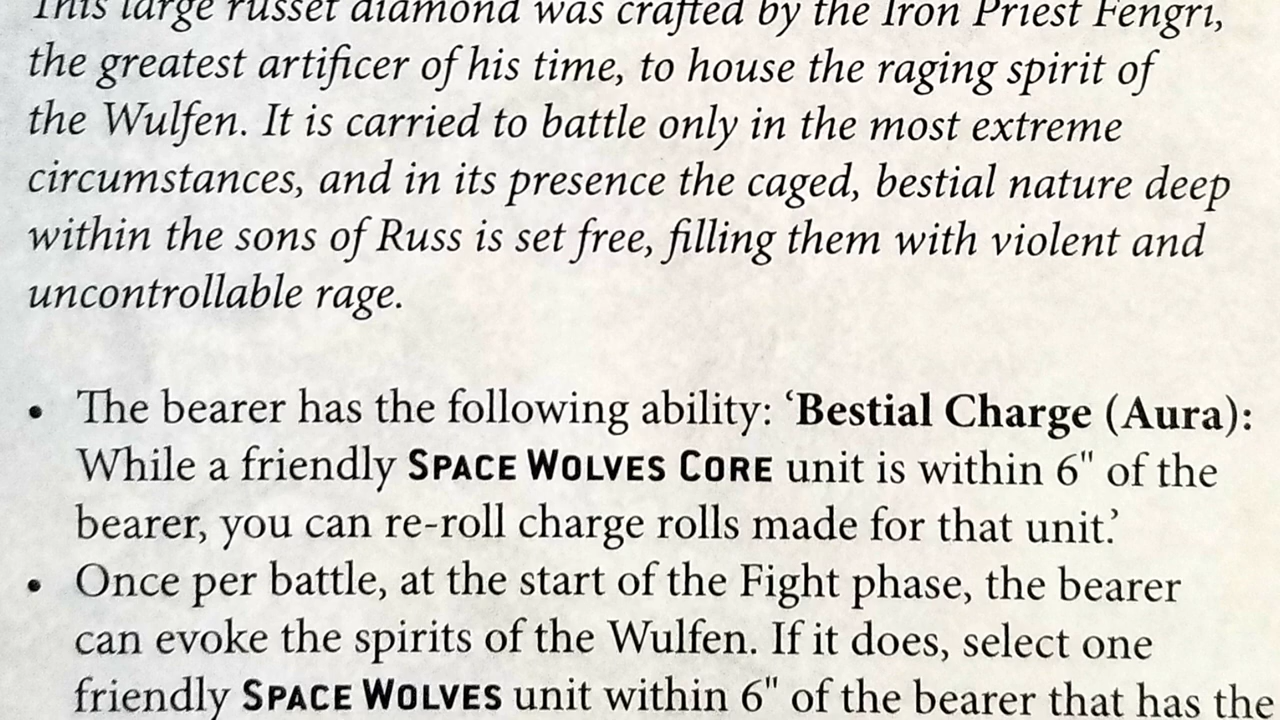 This large russet diamond was crafted by the Iron Priest Fengri,
the greatest artificer of his time, to house the raging spirit of
the Wulfen. It is carried to battle only in the most extreme
circumstances, and in its presence the caged, bestial nature deep
within the sons of Russ is set free, filling them with violent and
uncontrollable rage.
• The bearer has the following ability: ‘Bestial Charge (Aura):
While a friendly SPACE WOLVES CORE unit is within 6" of the
bearer, you can re-roll charge rolls made for that unit.’
• Once per battle, at the start of the Fight phase, the bearer
can evoke the spirits of the Wulfen. If it does, select one
friendly SPACE WOLVES unit within 6" of the bearer that has the